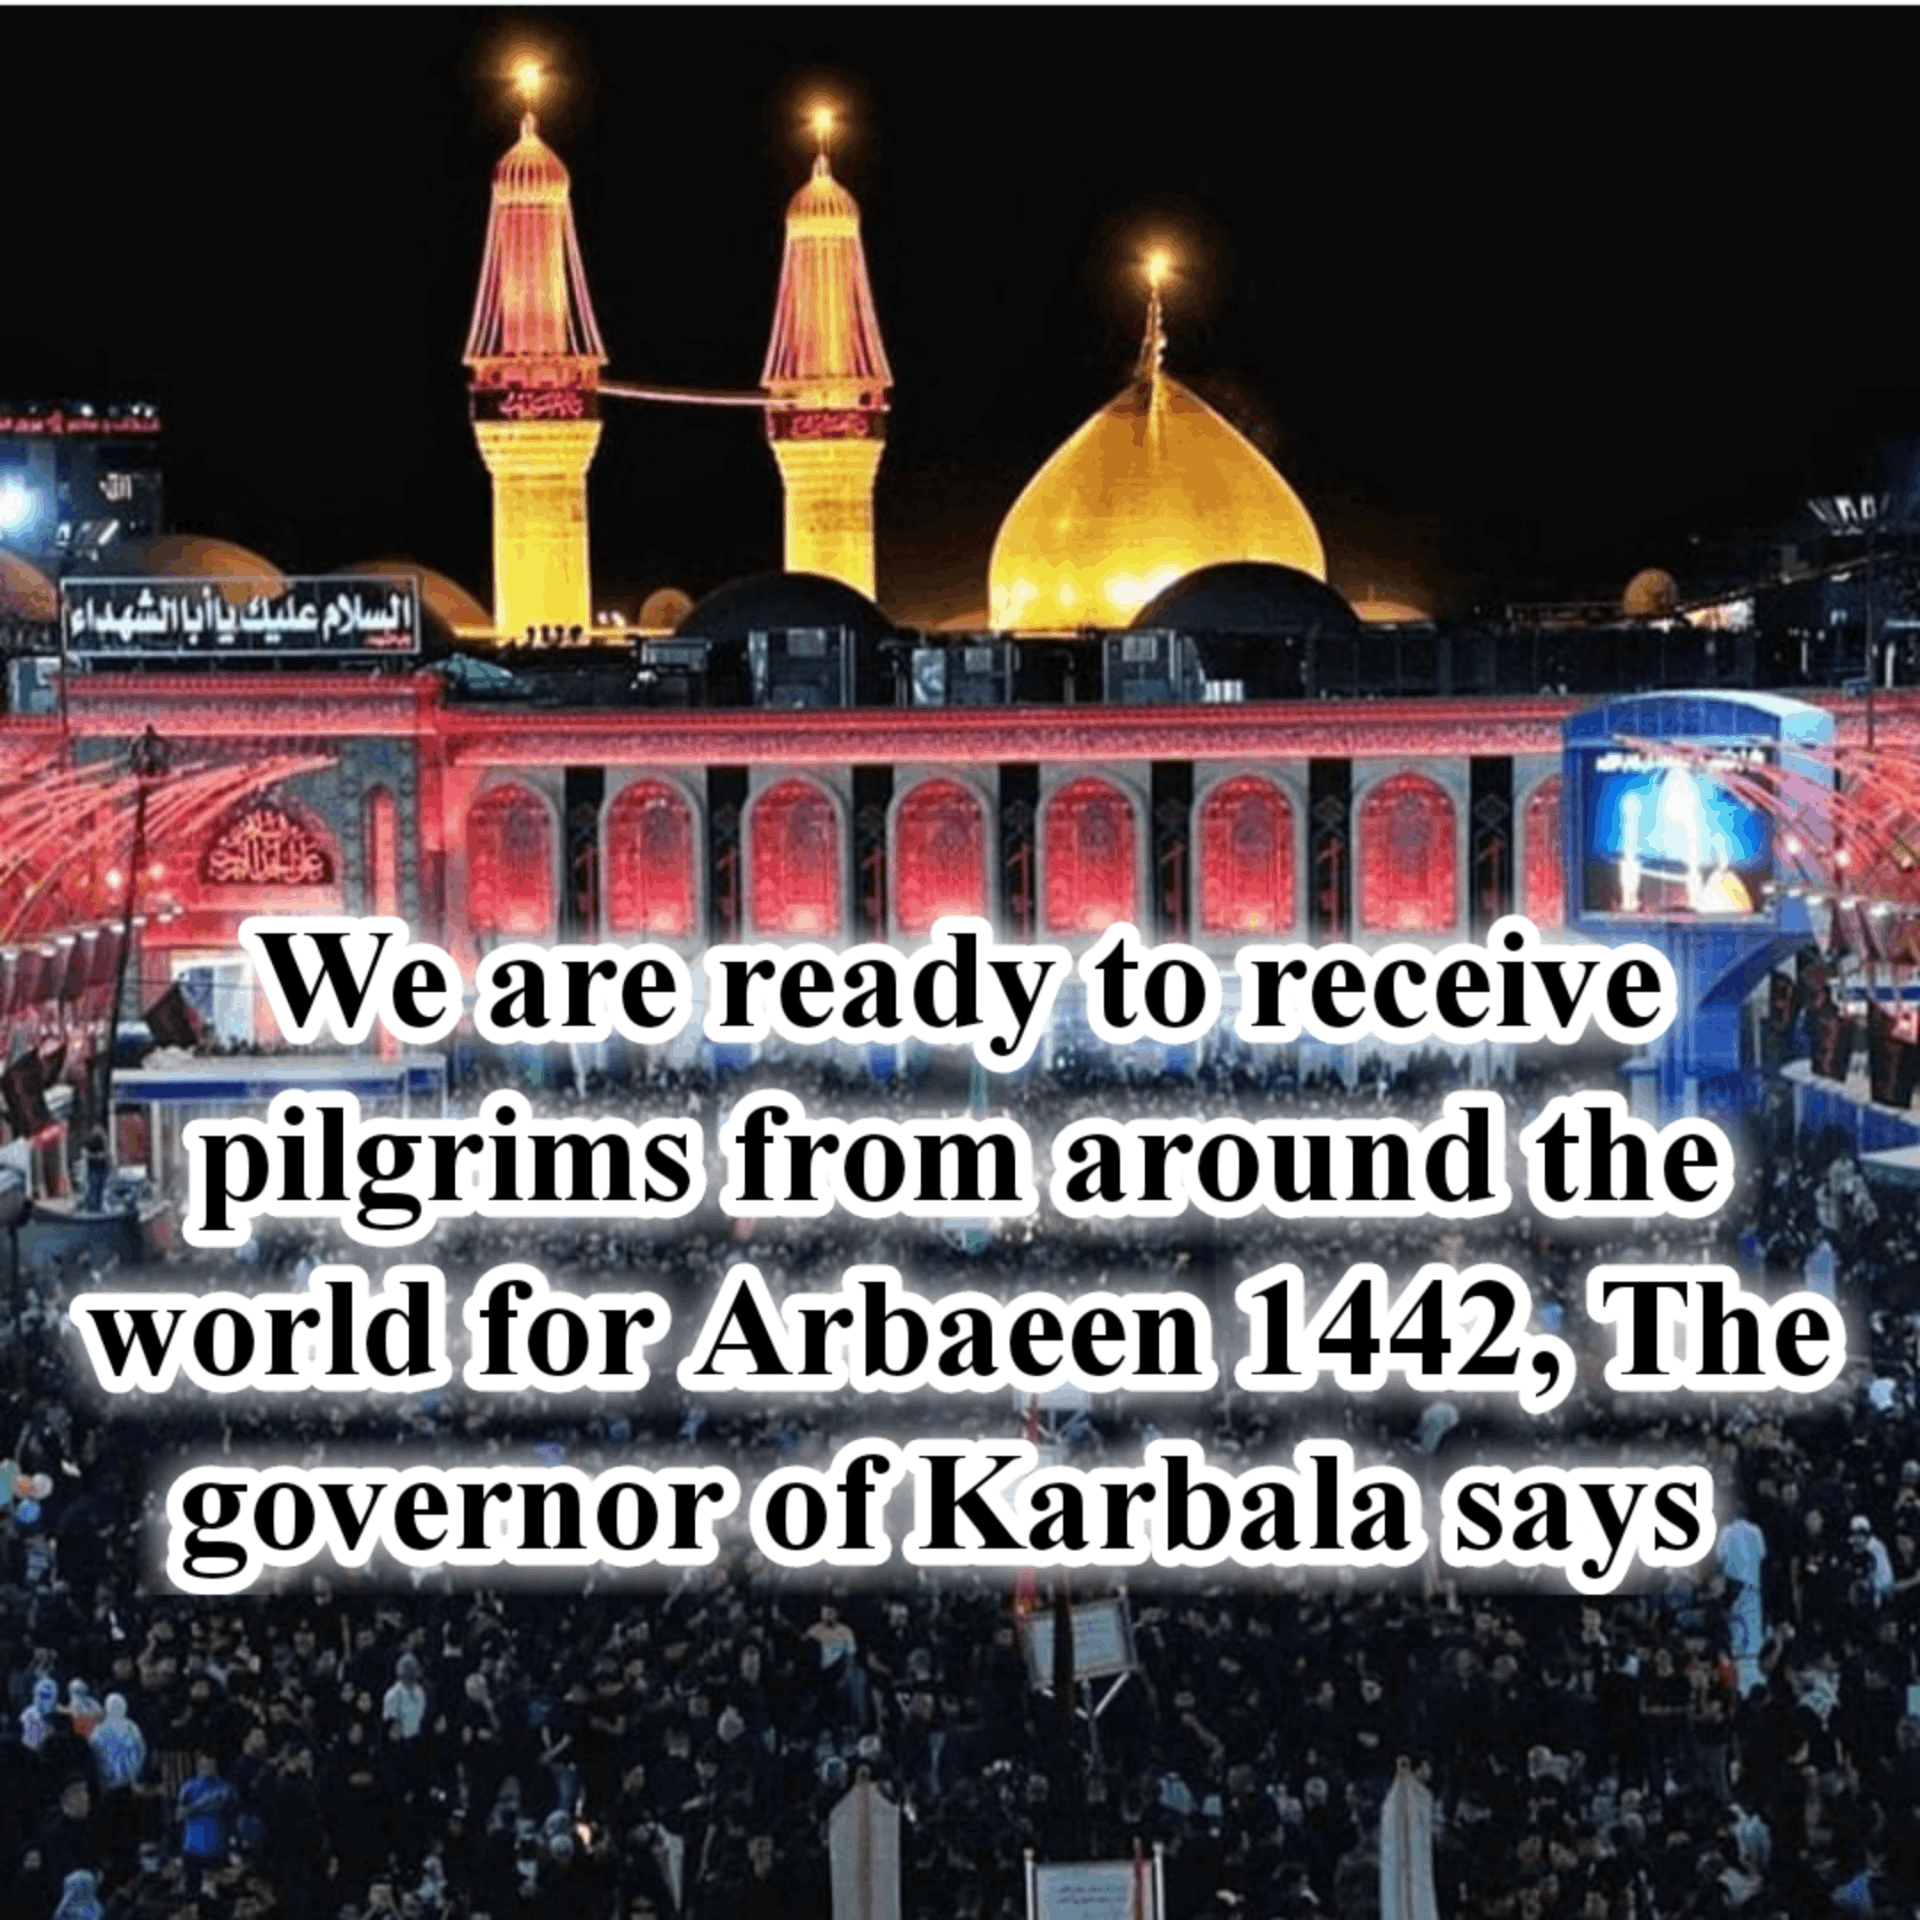 السلام عليك يا أبا الشهداء
We are ready to receive
pilgrims from around the
world for Arbaeen 1442, The
governor of Karbala says